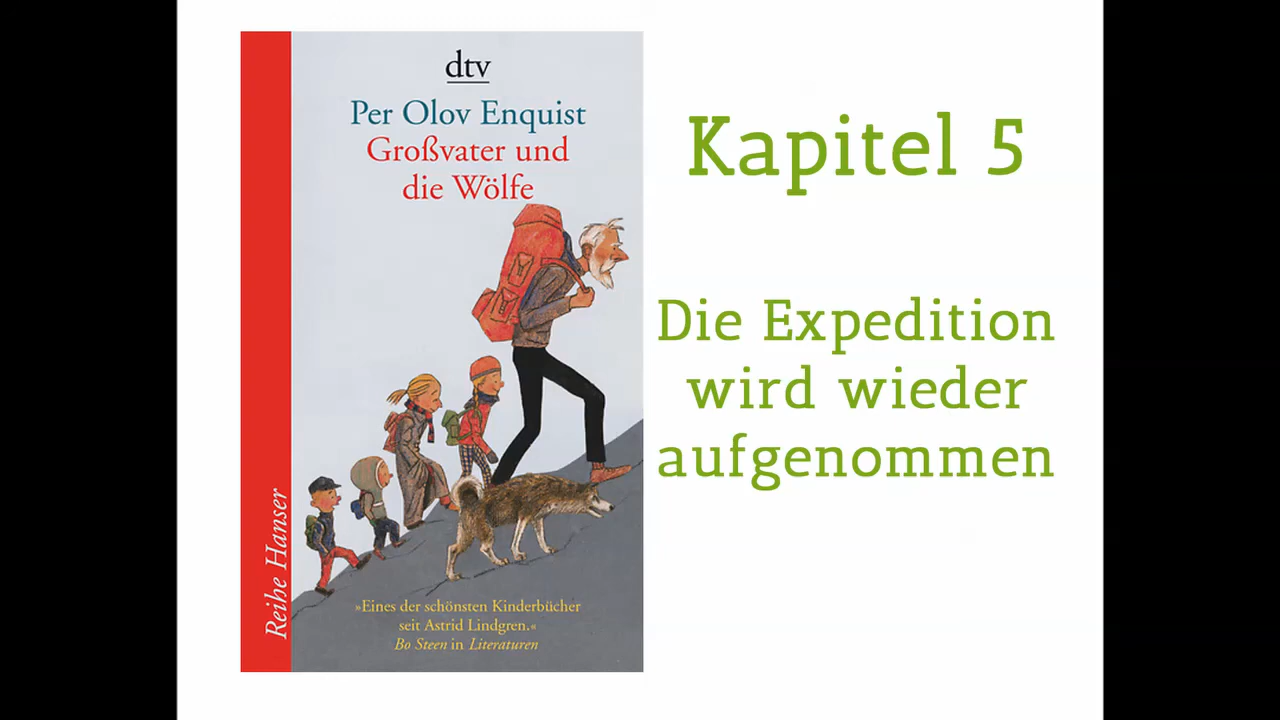 dtv
Per Olov Enquist
Großvater und
die Wölfe
Reihe Hanser
»Eines der schönsten Kinderbücher
seit Astrid Lindgren.«
Bo Steen in Literaturen
Kapitel 5
Die Expedition
wird wieder
aufgenommen